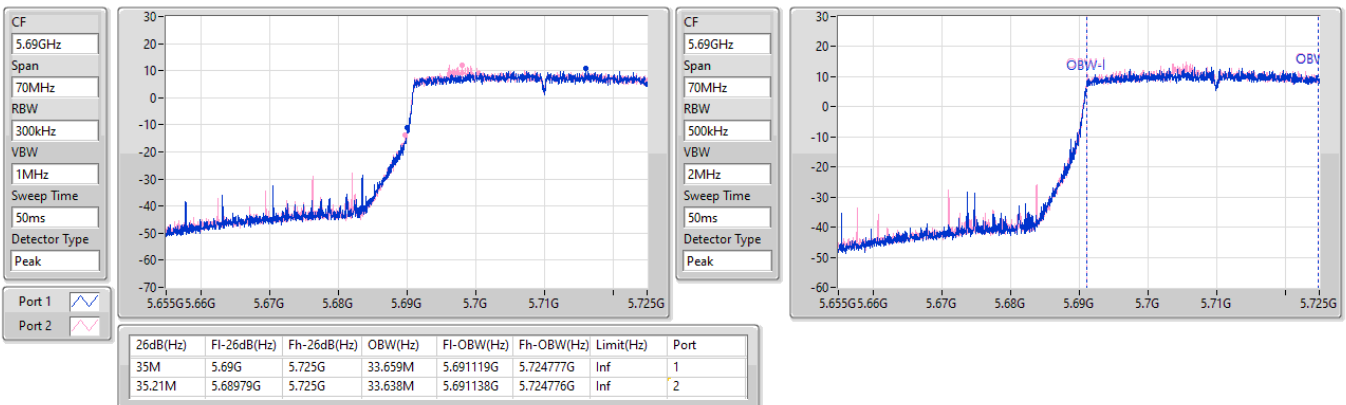 CF
5.69GHz
Span
70MHz
RBW
300kHz
VBW
1MHz
Sweep Time
50ms
Detector Type
Peak
Port 1
Port 2
30
20
10
0
-10
-20
-30
-40
-50
-60
-70
5.655G 5.66G 5.67G 5.68G 5.69G 5.7G 5.71G 5.725G
CF
5.69GHz
Span
70MHz
RBW
500kHz
VBW
2MHz
Sweep Time
50ms
Detector Type
Peak
30
20
10
0
-10
-20
-30
-40
-50
-60
OBW-l
OBV
5.655G 5.66G 5.67G 5.68G 5.69G 5.7G 5.71G 5.725G
26dB(Hz) Fl-26dB(Hz) Fh-26dB(Hz) OBW(Hz) Fl-OBW(Hz) Fh-OBW(Hz) Limit(Hz) Port
35M 5.69G 5.725G 33.659M 5.691119G 5.724777G Inf 1
35.21M 5.68979G 5.725G 33.638M 5.691138G 5.724776G Inf 2